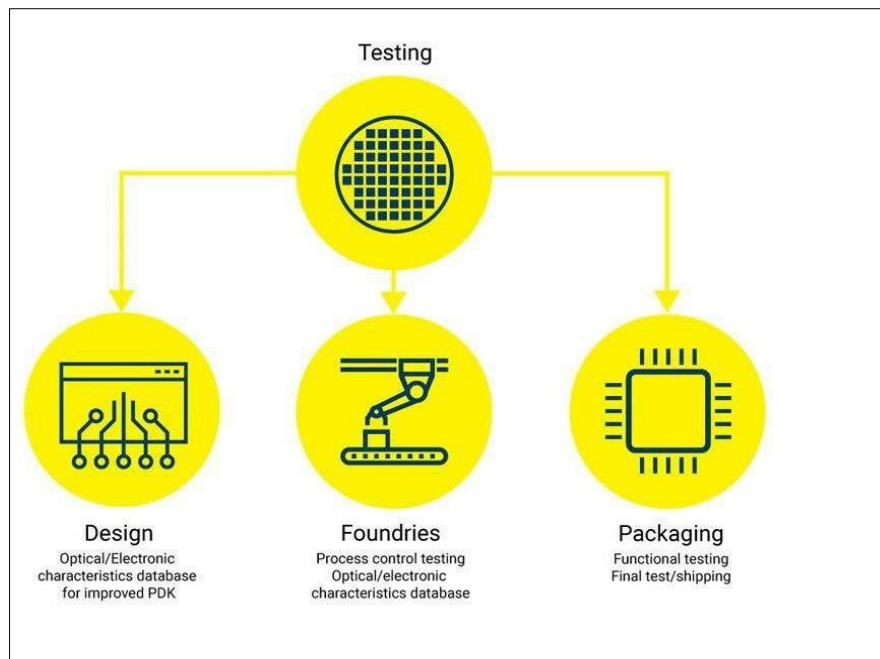 Testing
Design
Optical/Electronic
characteristics database
for improved PDK
Foundries
Process control testing
Optical/electronic
characteristics database
Packaging
Functional testing
Final test/shipping